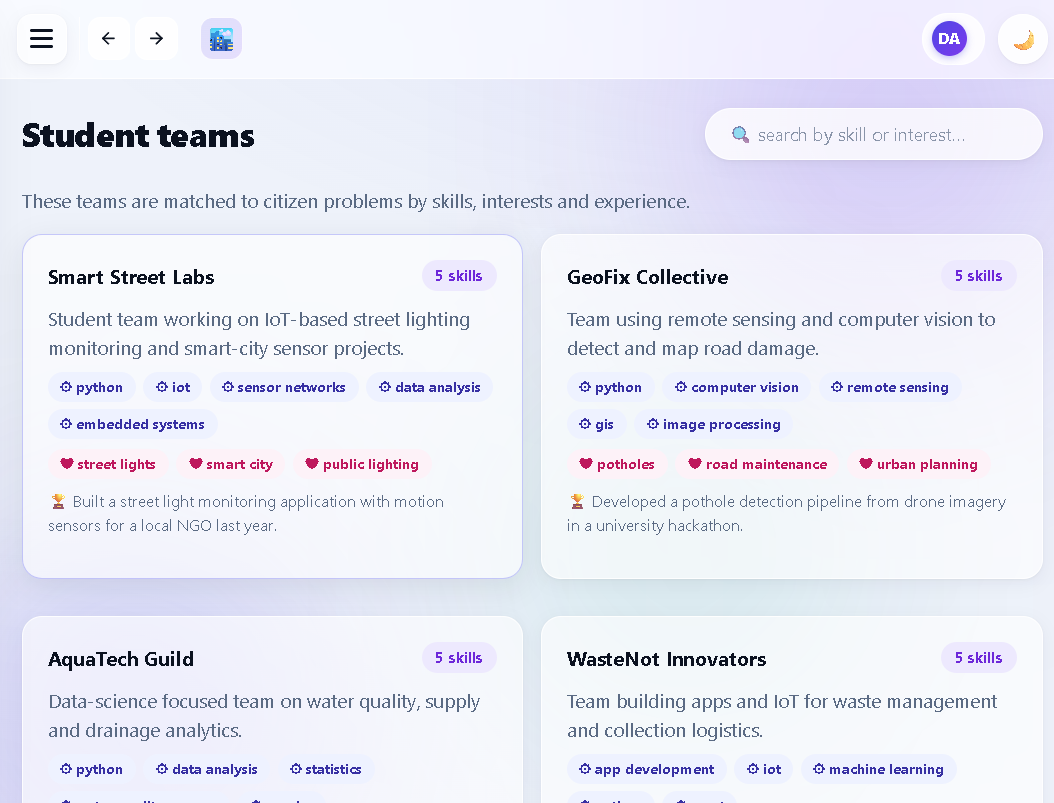 DA
Student teams
search by skill or interest...
These teams are matched to citizen problems by skills, interests and experience.
Smart Street Labs
5 skills
Student team working on IoT-based street lighting
monitoring and smart-city sensor projects.
python iot sensor networks data analysis
embedded systems
street lights smart city public lighting
Built a street light monitoring application with motion
sensors for a local NGO last year.
GeoFix Collective
5 skills
Team using remote sensing and computer vision to
detect and map road damage.
python computer vision remote sensing
gis image processing
potholes road maintenance urban planning
Developed a pothole detection pipeline from drone imagery
in a university hackathon.
AquaTech Guild
5 skills
Data-science focused team on water quality, supply
and drainage analytics.
python data analysis statistics
WasteNot Innovators
5 skills
Team building apps and IoT for waste management
and collection logistics.
app development iot machine learning